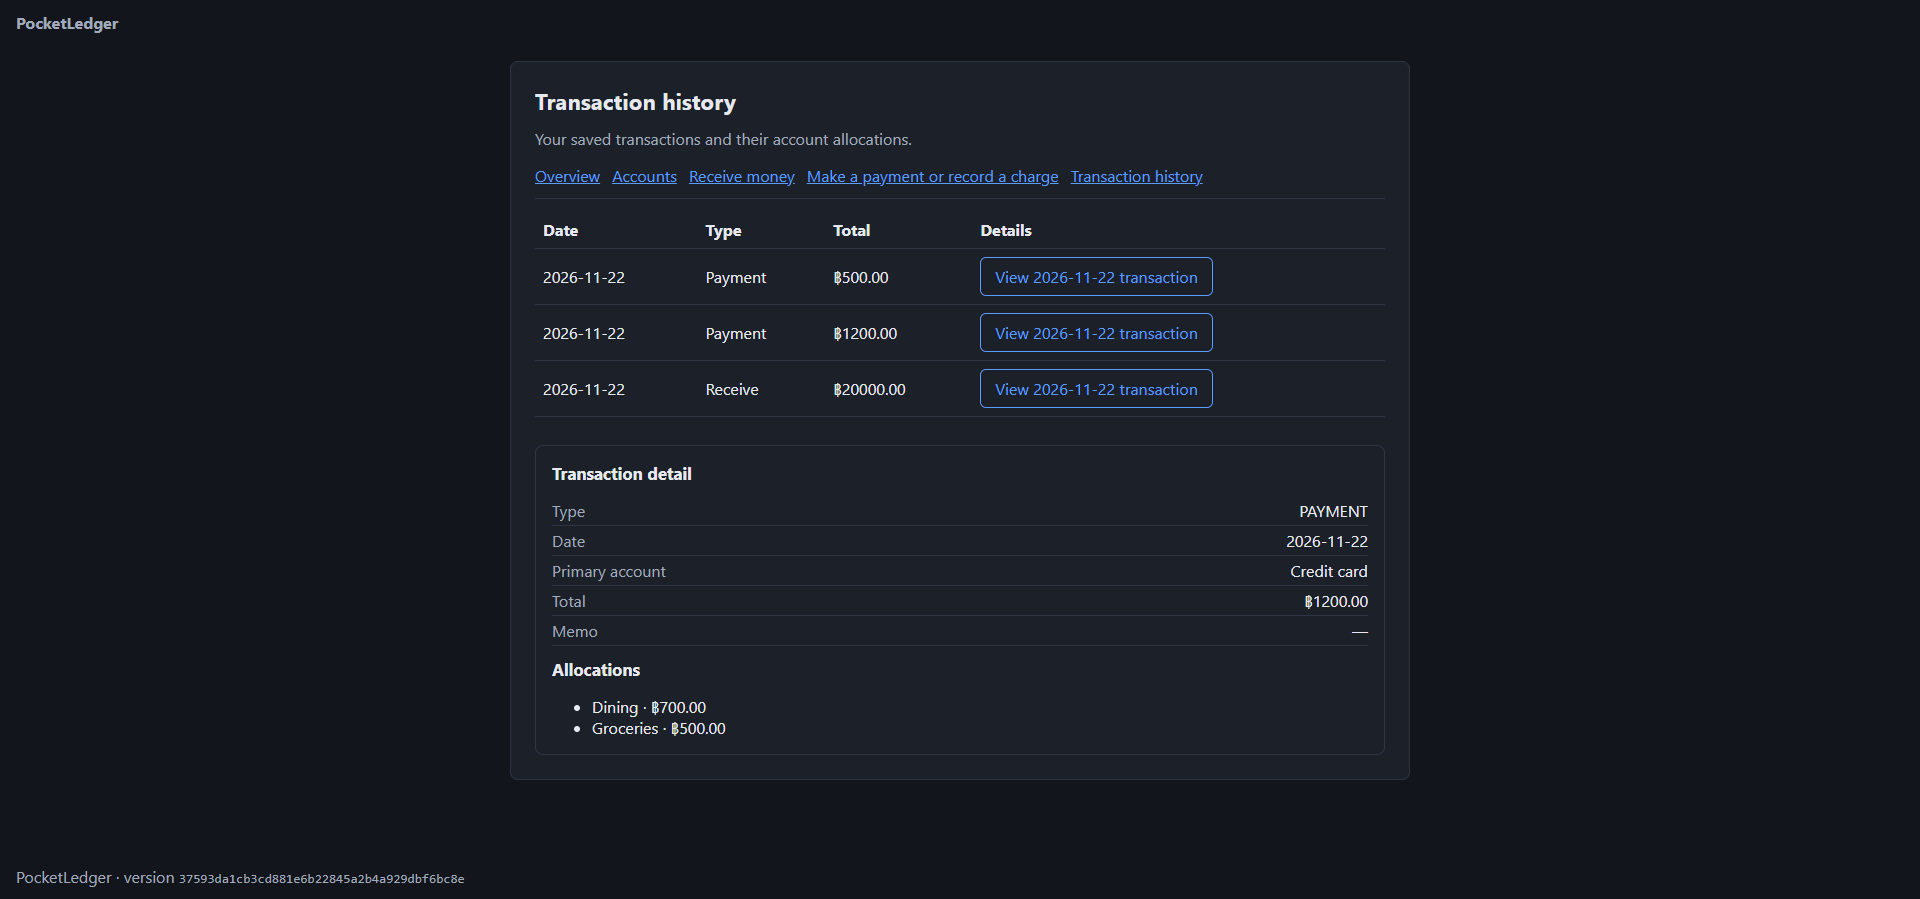 PocketLedger
Transaction history
Your saved transactions and their account allocations.
Overview Accounts Receive money Make a payment or record a charge Transaction history
Date Type Total Details
2026-11-22 Payment ฿500.00 View 2026-11-22 transaction
2026-11-22 Payment ฿1200.00 View 2026-11-22 transaction
2026-11-22 Receive ฿20000.00 View 2026-11-22 transaction
Transaction detail
Type PAYMENT
Date 2026-11-22
Primary account Credit card
Total ฿1200.00
Memo —
Allocations
• Dining · ฿700.00
• Groceries · ฿500.00
PocketLedger · version 37593da1cb3cd881e6b22845a2b4a929dbf6bc8e